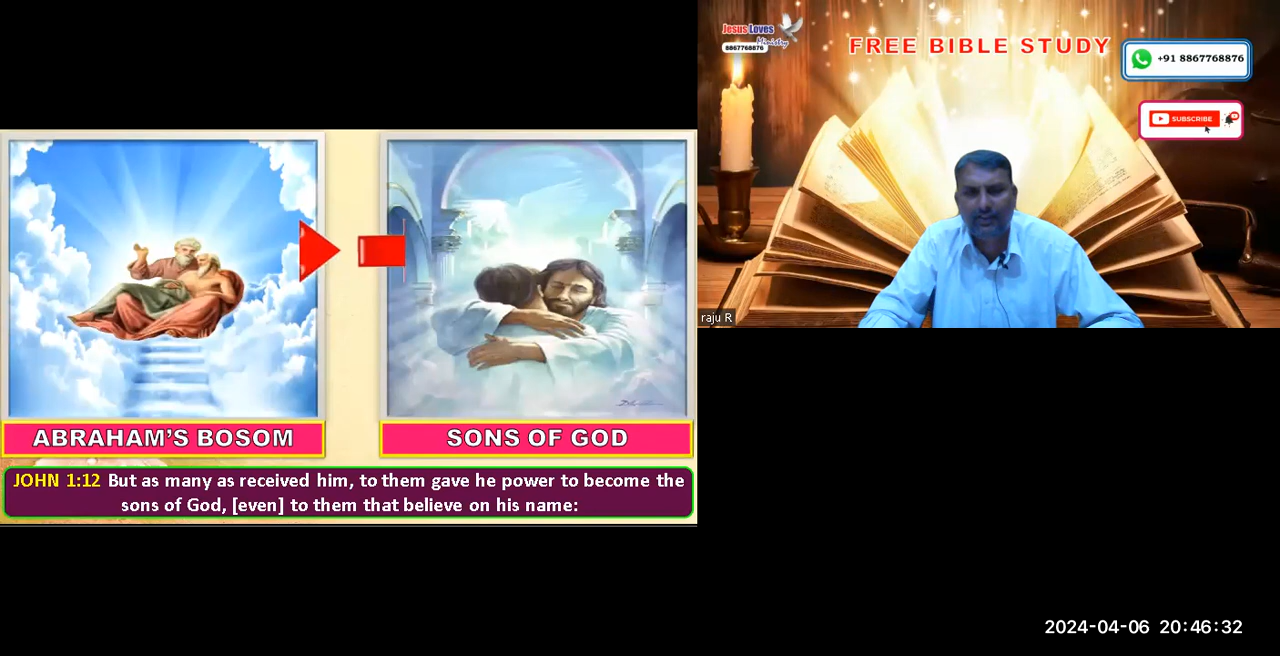 Jesus Loves
Ministry
8867768876
FREE BIBLE STUDY
+91 8867768876
SUBSCRIBE
raju R
ABRAHAM'S BOSOM
SONS OF GOD
JOHN 1:12 But as many as received him, to them gave he power to become the
sons of God, [even] to them that believe on his name:
2024-04-06 20:46:32